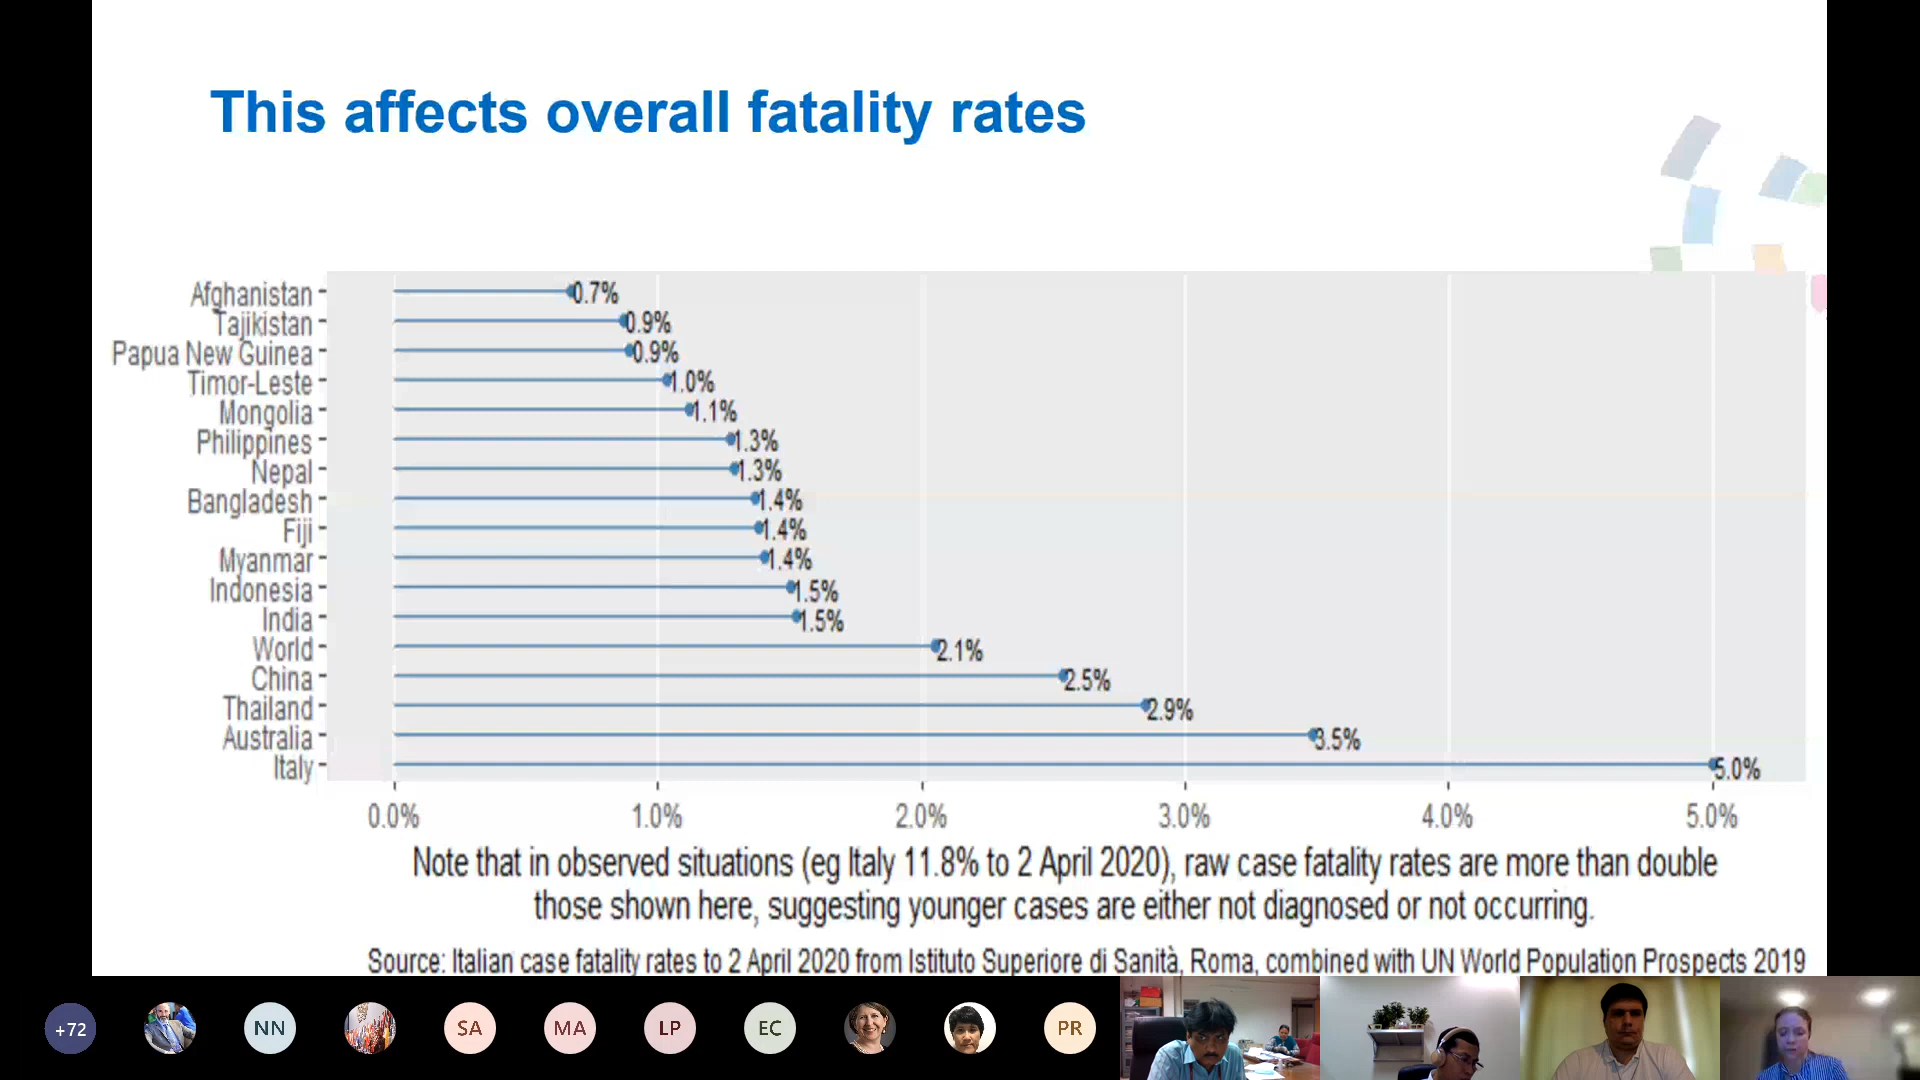 This affects overall fatality rates
Afghanistan 0.7%
Tajikistan 0.9%
Papua New Guinea 0.9%
Timor-Leste 1.0%
Mongolia 1.1%
Philippines 1.3%
Nepal 1.3%
Bangladesh 1.4%
Fiji 1.4%
Myanmar 1.4%
Indonesia 1.5%
India 1.5%
World 2.1%
China 2.5%
Thailand 2.9%
Australia 3.5%
Italy 5.0%
0.0% 1.0% 2.0% 3.0% 4.0% 5.0%
Note that in observed situations (eg Italy 11.8% to 2 April 2020), raw case fatality rates are more than double
those shown here, suggesting younger cases are either not diagnosed or not occurring.
Source: Italian case fatality rates to 2 April 2020 from Istituto Superiore di Sanità, Roma, combined with UN World Population Prospects 2019
+72 NN SA MA LP EC PR